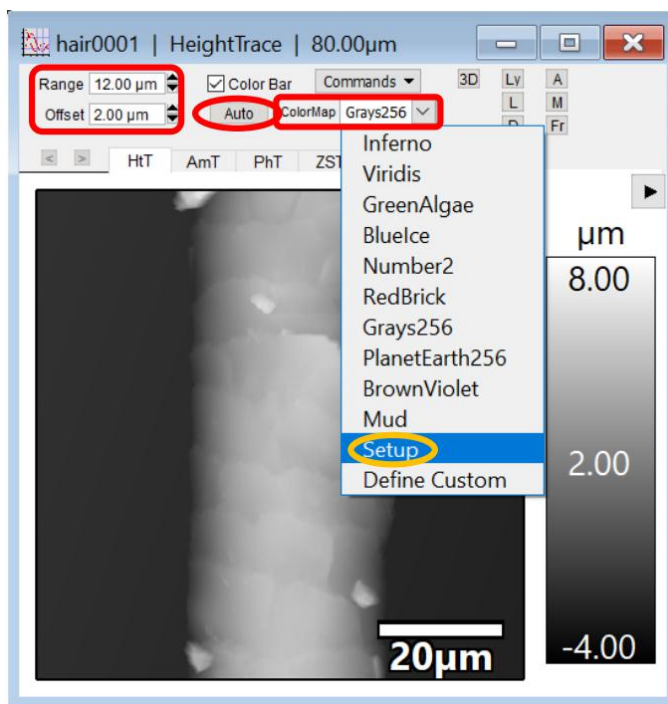 hair0001 | HeightTrace | 80.00µm
Range 12.00 µm Color Bar Commands 3D Ly A
L M
Offset 2.00 µm Auto ColorMap Grays256
Fr
< > HtT AmT PhT ZST
Inferno
Viridis
GreenAlgae
BlueIce
Number2
RedBrick
Grays256
PlanetEarth256
BrownViolet
Mud
Setup
Define Custom
µm
8.00
2.00
-4.00
20µm